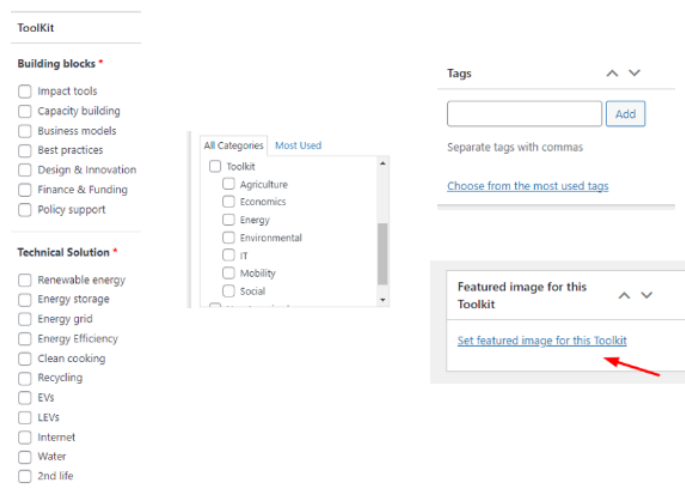 ToolKit
Building blocks *
Impact tools
Capacity building
Business models
Best practices
Design & Innovation
Finance & Funding
Policy support
Technical Solution *
Renewable energy
Energy storage
Energy grid
Energy Efficiency
Clean cooking
Recycling
EVs
LEVs
Internet
Water
2nd life
All Categories Most Used
Toolkit
Agriculture
Economics
Energy
Environmental
IT
Mobility
Social
Tags
Add
Separate tags with commas
Choose from the most used tags
Featured image for this
Toolkit
Set featured image for this Toolkit